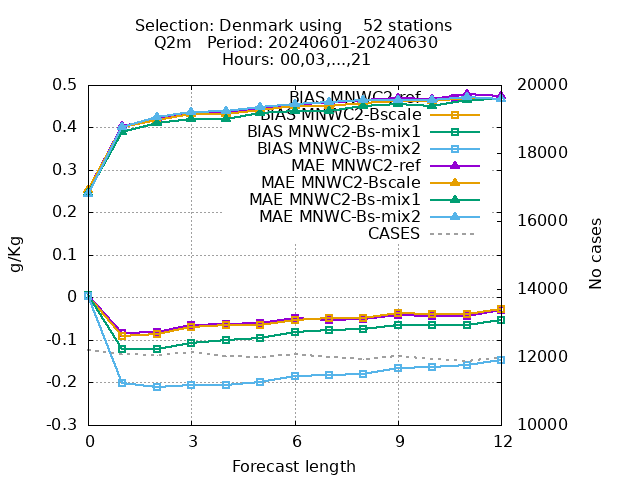 Selection: Denmark using 52 stations
Q2m Period: 20240601-20240630
Hours: 00,03,...,21
0.5
0.4
0.3
0.2
0.1
0
-0.1
-0.2
-0.3
g/Kg
BIAS MNWC2-ref
BIAS MNWC2-Bscale
BIAS MNWC2-Bs-mix1
BIAS MNWC-Bs-mix2
MAE MNWC2-ref
MAE MNWC2-Bscale
MAE MNWC2-Bs-mix1
MAE MNWC-Bs-mix2
CASES
20000
18000
16000
14000
12000
10000
No cases
0 3 6 9 12
Forecast length